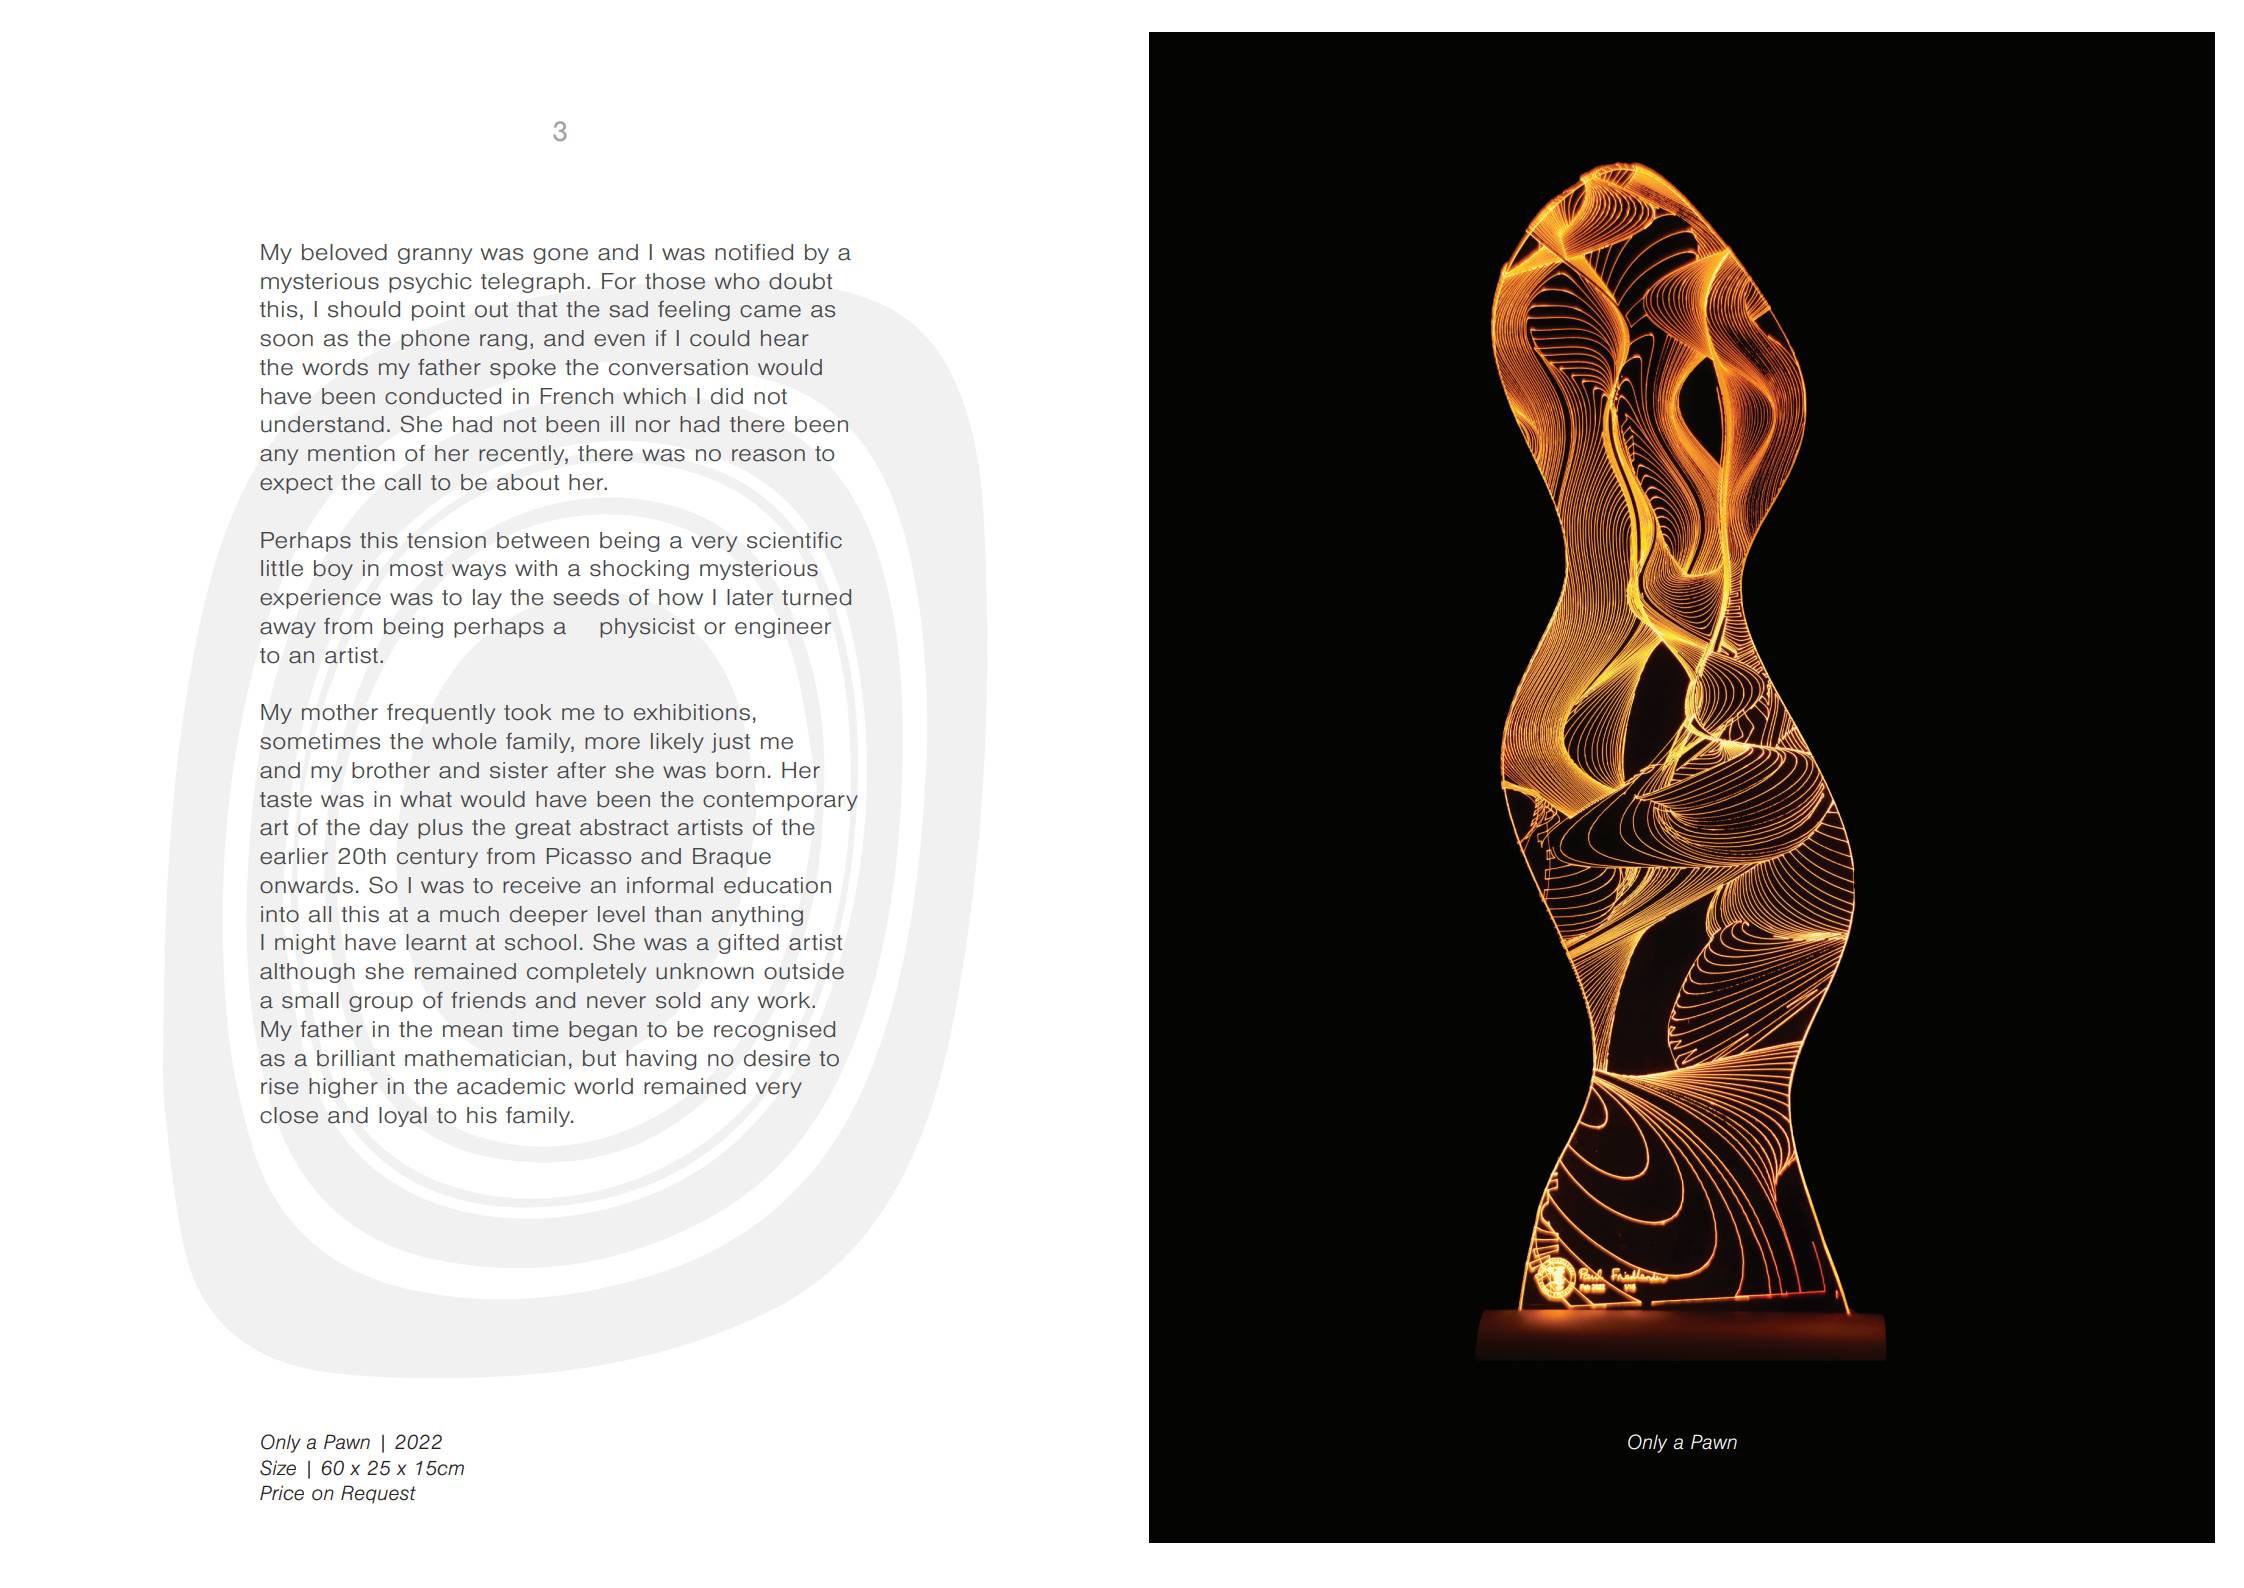 3
My beloved granny was gone and I was notified by a
mysterious psychic telegraph. For those who doubt
this, I should point out that the sad feeling came as
soon as the phone rang, and even if I could hear
the words my father spoke the conversation would
have been conducted in French which I did not
understand. She had not been ill nor had there been
any mention of her recently, there was no reason to
expect the call to be about her.
Perhaps this tension between being a very scientific
little boy in most ways with a shocking mysterious
experience was to lay the seeds of how I later turned
away from being perhaps a physicist or engineer
to an artist.
My mother frequently took me to exhibitions,
sometimes the whole family, more likely just me
and my brother and sister after she was born. Her
taste was in what would have been the contemporary
art of the day plus the great abstract artists of the
earlier 20th century from Picasso and Braque
onwards. So I was to receive an informal education
into all this at a much deeper level than anything
I might have learnt at school. She was a gifted artist
although she remained completely unknown outside
a small group of friends and never sold any work.
My father in the mean time began to be recognised
as a brilliant mathematician, but having no desire to
rise higher in the academic world remained very
close and loyal to his family.
Only a Pawn | 2022
Size | 60 x 25 x 15cm
Price on Request
Paul Friedlander
Only a Pawn